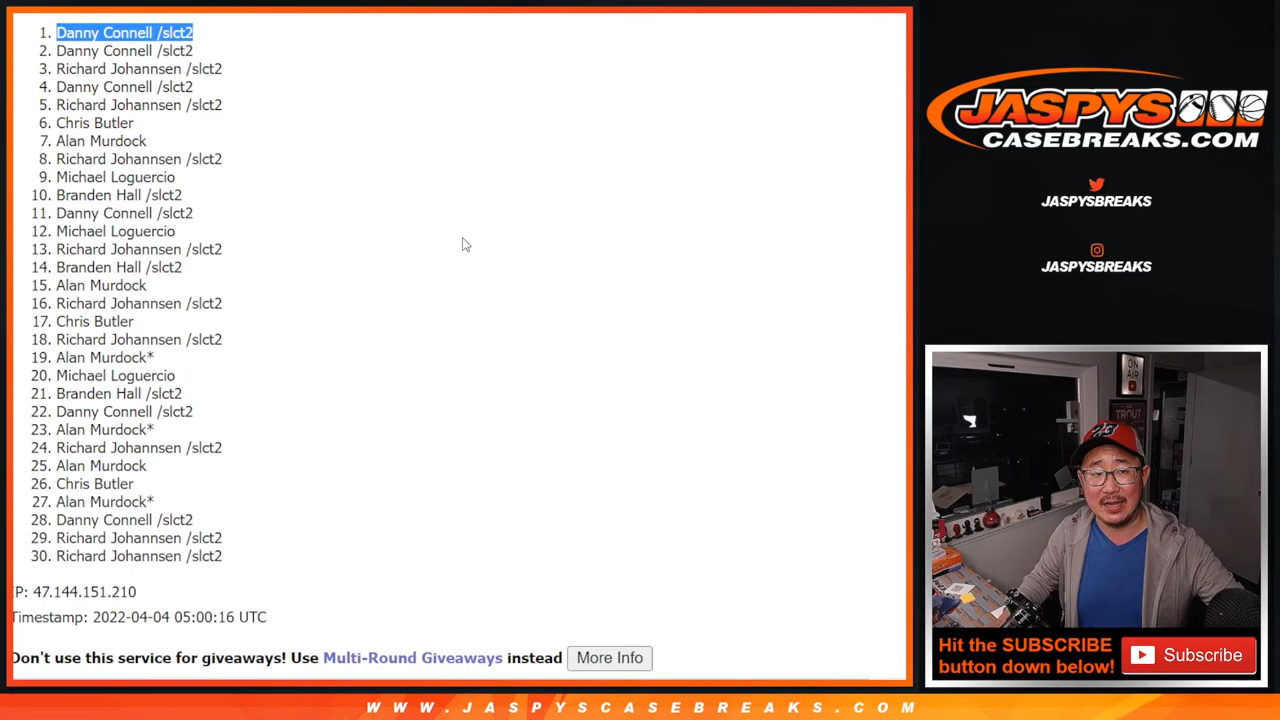 1. Danny Connell /slct2
2. Danny Connell /slct2
3. Richard Johannsen /slct2
4. Danny Connell /slct2
5. Richard Johannsen /slct2
6. Chris Butler
7. Alan Murdock
8. Richard Johannsen /slct2
9. Michael Loguercio
10. Branden Hall /slct2
11. Danny Connell /slct2
12. Michael Loguercio
13. Richard Johannsen /slct2
14. Branden Hall /slct2
15. Alan Murdock
16. Richard Johannsen /slct2
17. Chris Butler
18. Richard Johannsen /slct2
19. Alan Murdock*
20. Michael Loguercio
21. Branden Hall /slct2
22. Danny Connell /slct2
23. Alan Murdock*
24. Richard Johannsen /slct2
25. Alan Murdock
26. Chris Butler
27. Alan Murdock*
28. Danny Connell /slct2
29. Richard Johannsen /slct2
30. Richard Johannsen /slct2
IP: 47.144.151.210
Timestamp: 2022-04-04 05:00:16 UTC
Don't use this service for giveaways! Use Multi-Round Giveaways instead More Info
JASPYS
CASEBREAKS.COM
JASPYSBREAKS
JASPYSBREAKS
ON
AIR
TROUT
Hit the SUBSCRIBE
button down below!
Subscribe
WWW.JASPYSCASEBREAKS.COM